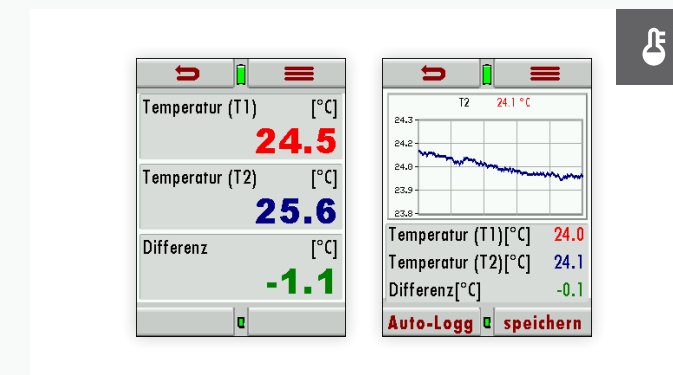 Temperatur (T1) [°C]
24.5
Temperatur (T2) [°C]
25.6
Differenz [°C]
-1.1
T2 24.1 °C
24.3
24.2
24.0
23.9
23.8
Temperatur (T1)[°C] 24.0
Temperatur (T2)[°C] 24.1
Differenz[°C] -0.1
Auto-Logg speichern